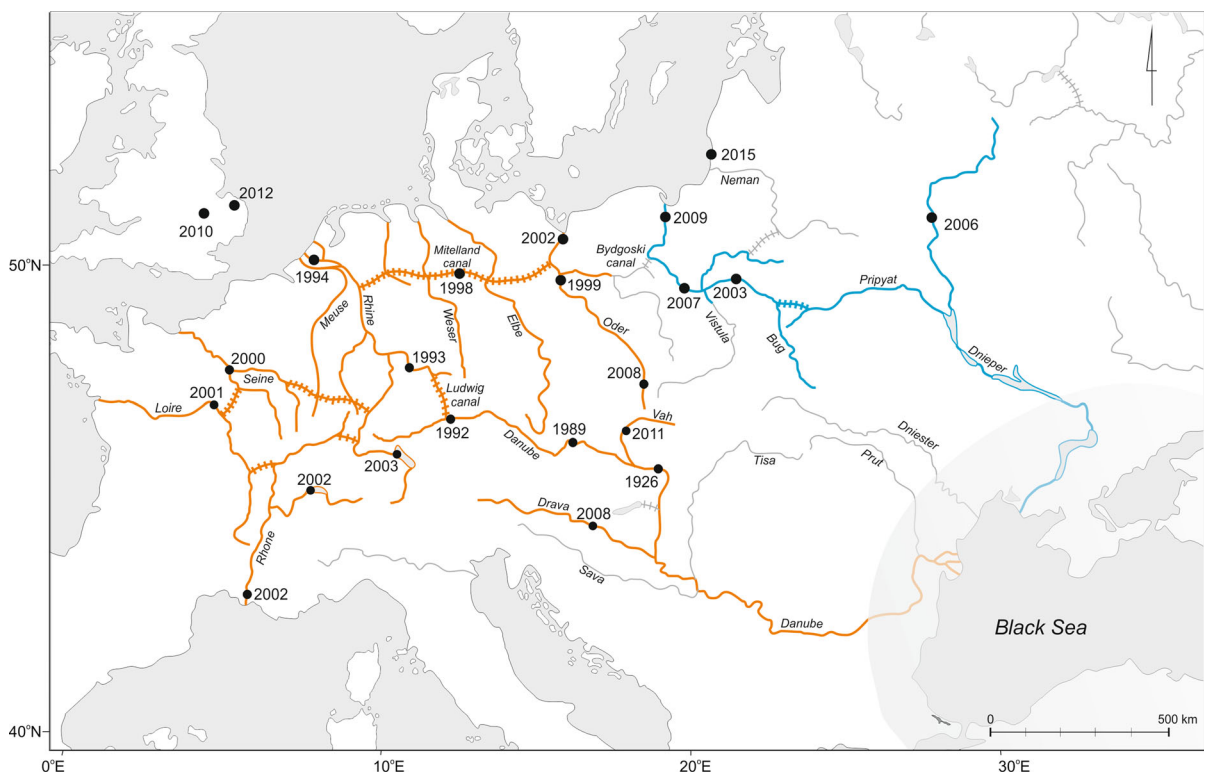 2015
Neman
2012
2010
2009
2006
2002
Bydgoski
canal
Mitelland
canal
50°N
1994
1998
1999
2007
2003
Pripyat
Meuse
Rhine
Weser
Elbe
Oder
Vistula
Bug
Dnieper
2000
Seine
1993
2008
2001
Loire
Ludwig
canal
Vah
1992
Danube
1989
2011
Dniester
2003
Tisa
Prut
1926
2002
Drava
2008
Rhone
Sava
2002
Danube
Black Sea
0
500 km
40°N
0°E
10°E
20°E
30°E